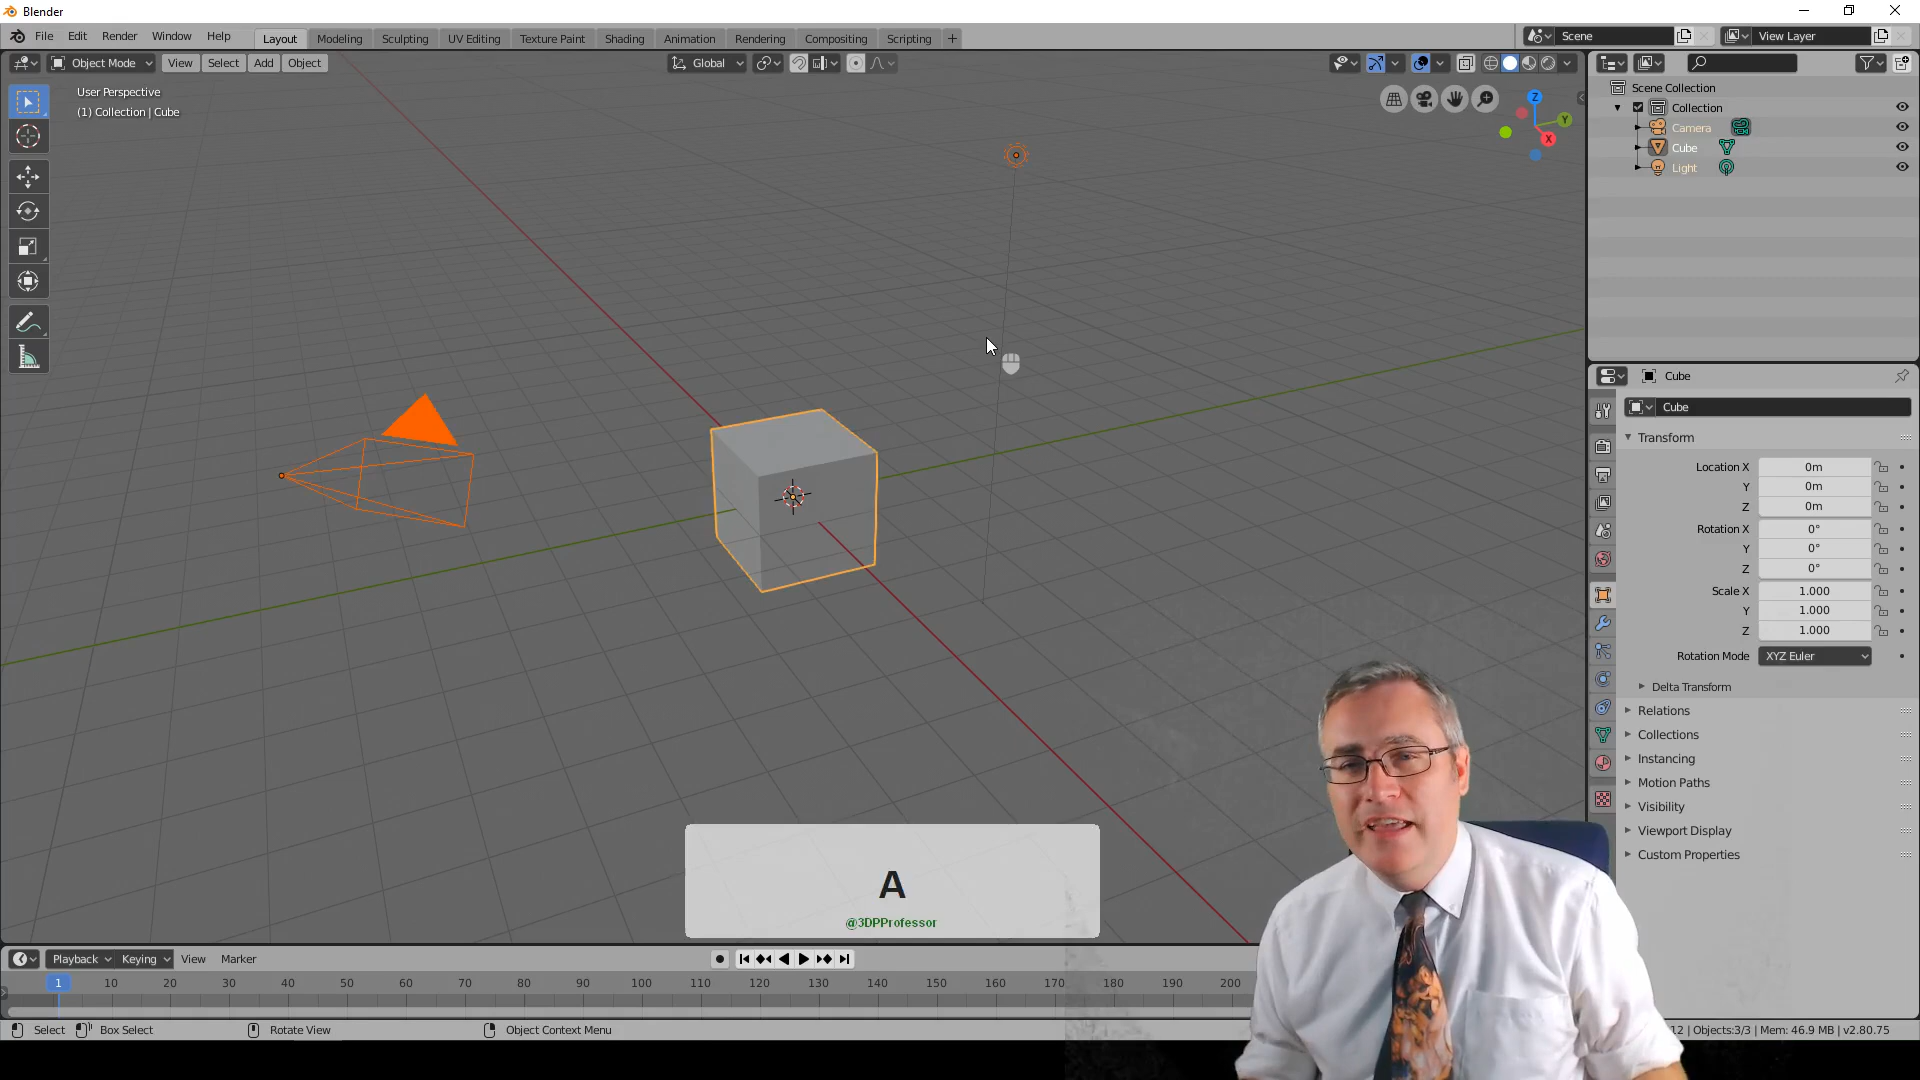 Blender
File Edit Render Window Help
Layout Modeling Sculpting UV Editing Texture Paint Shading Animation Rendering Compositing Scripting +
Scene
View Layer
Object Mode View Select Add Object
Global
User Perspective
(1) Collection | Cube
Z
Y
X
Scene Collection
Collection
Camera
Cube
Light
Cube
Cube
Transform
Location X 0m
Y 0m
Z 0m
Rotation X 0°
Y 0°
Z 0°
Scale X 1.000
Y 1.000
Z 1.000
Rotation Mode XYZ Euler
Delta Transform
Relations
Collections
Instancing
Motion Paths
Visibility
Viewport Display
Custom Properties
A
@3DPProfessor
Playback Keying View Marker
1 10 20 30 40 50 60 70 80 90 100 110 120 130 140 150 160 170 180 190 200
Select Box Select Rotate View Object Context Menu
12 | Objects:3/3 | Mem: 46.9 MB | v2.80.75